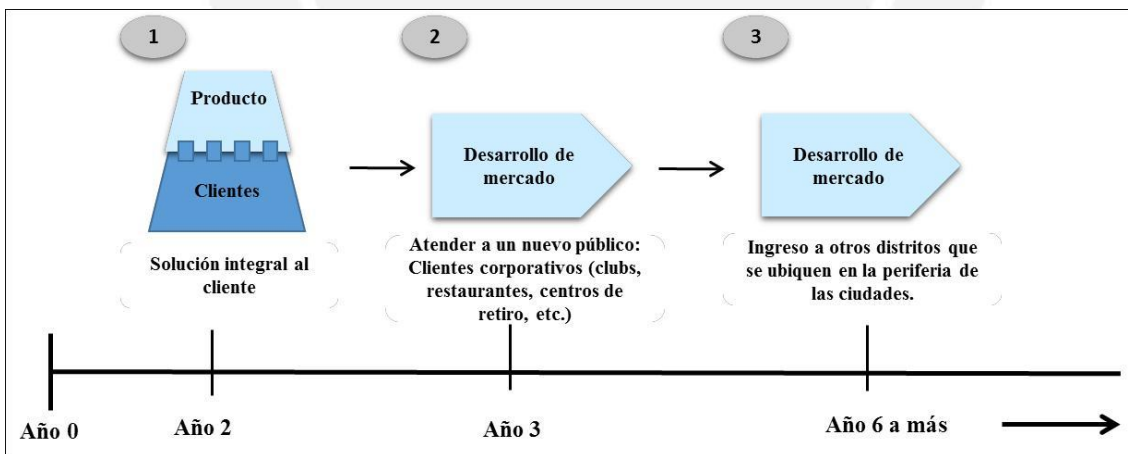 1
2
3
Producto
Clientes
Solución integral al
cliente
Desarrollo de
mercado
Atender a un nuevo público:
Clientes corporativos (clubs,
restaurantes, centros de
retiro, etc.)
Desarrollo de
mercado
Ingreso a otros distritos que
se ubiquen en la periferia de
las ciudades.
Año 0
Año 2
Año 3
Año 6 a más